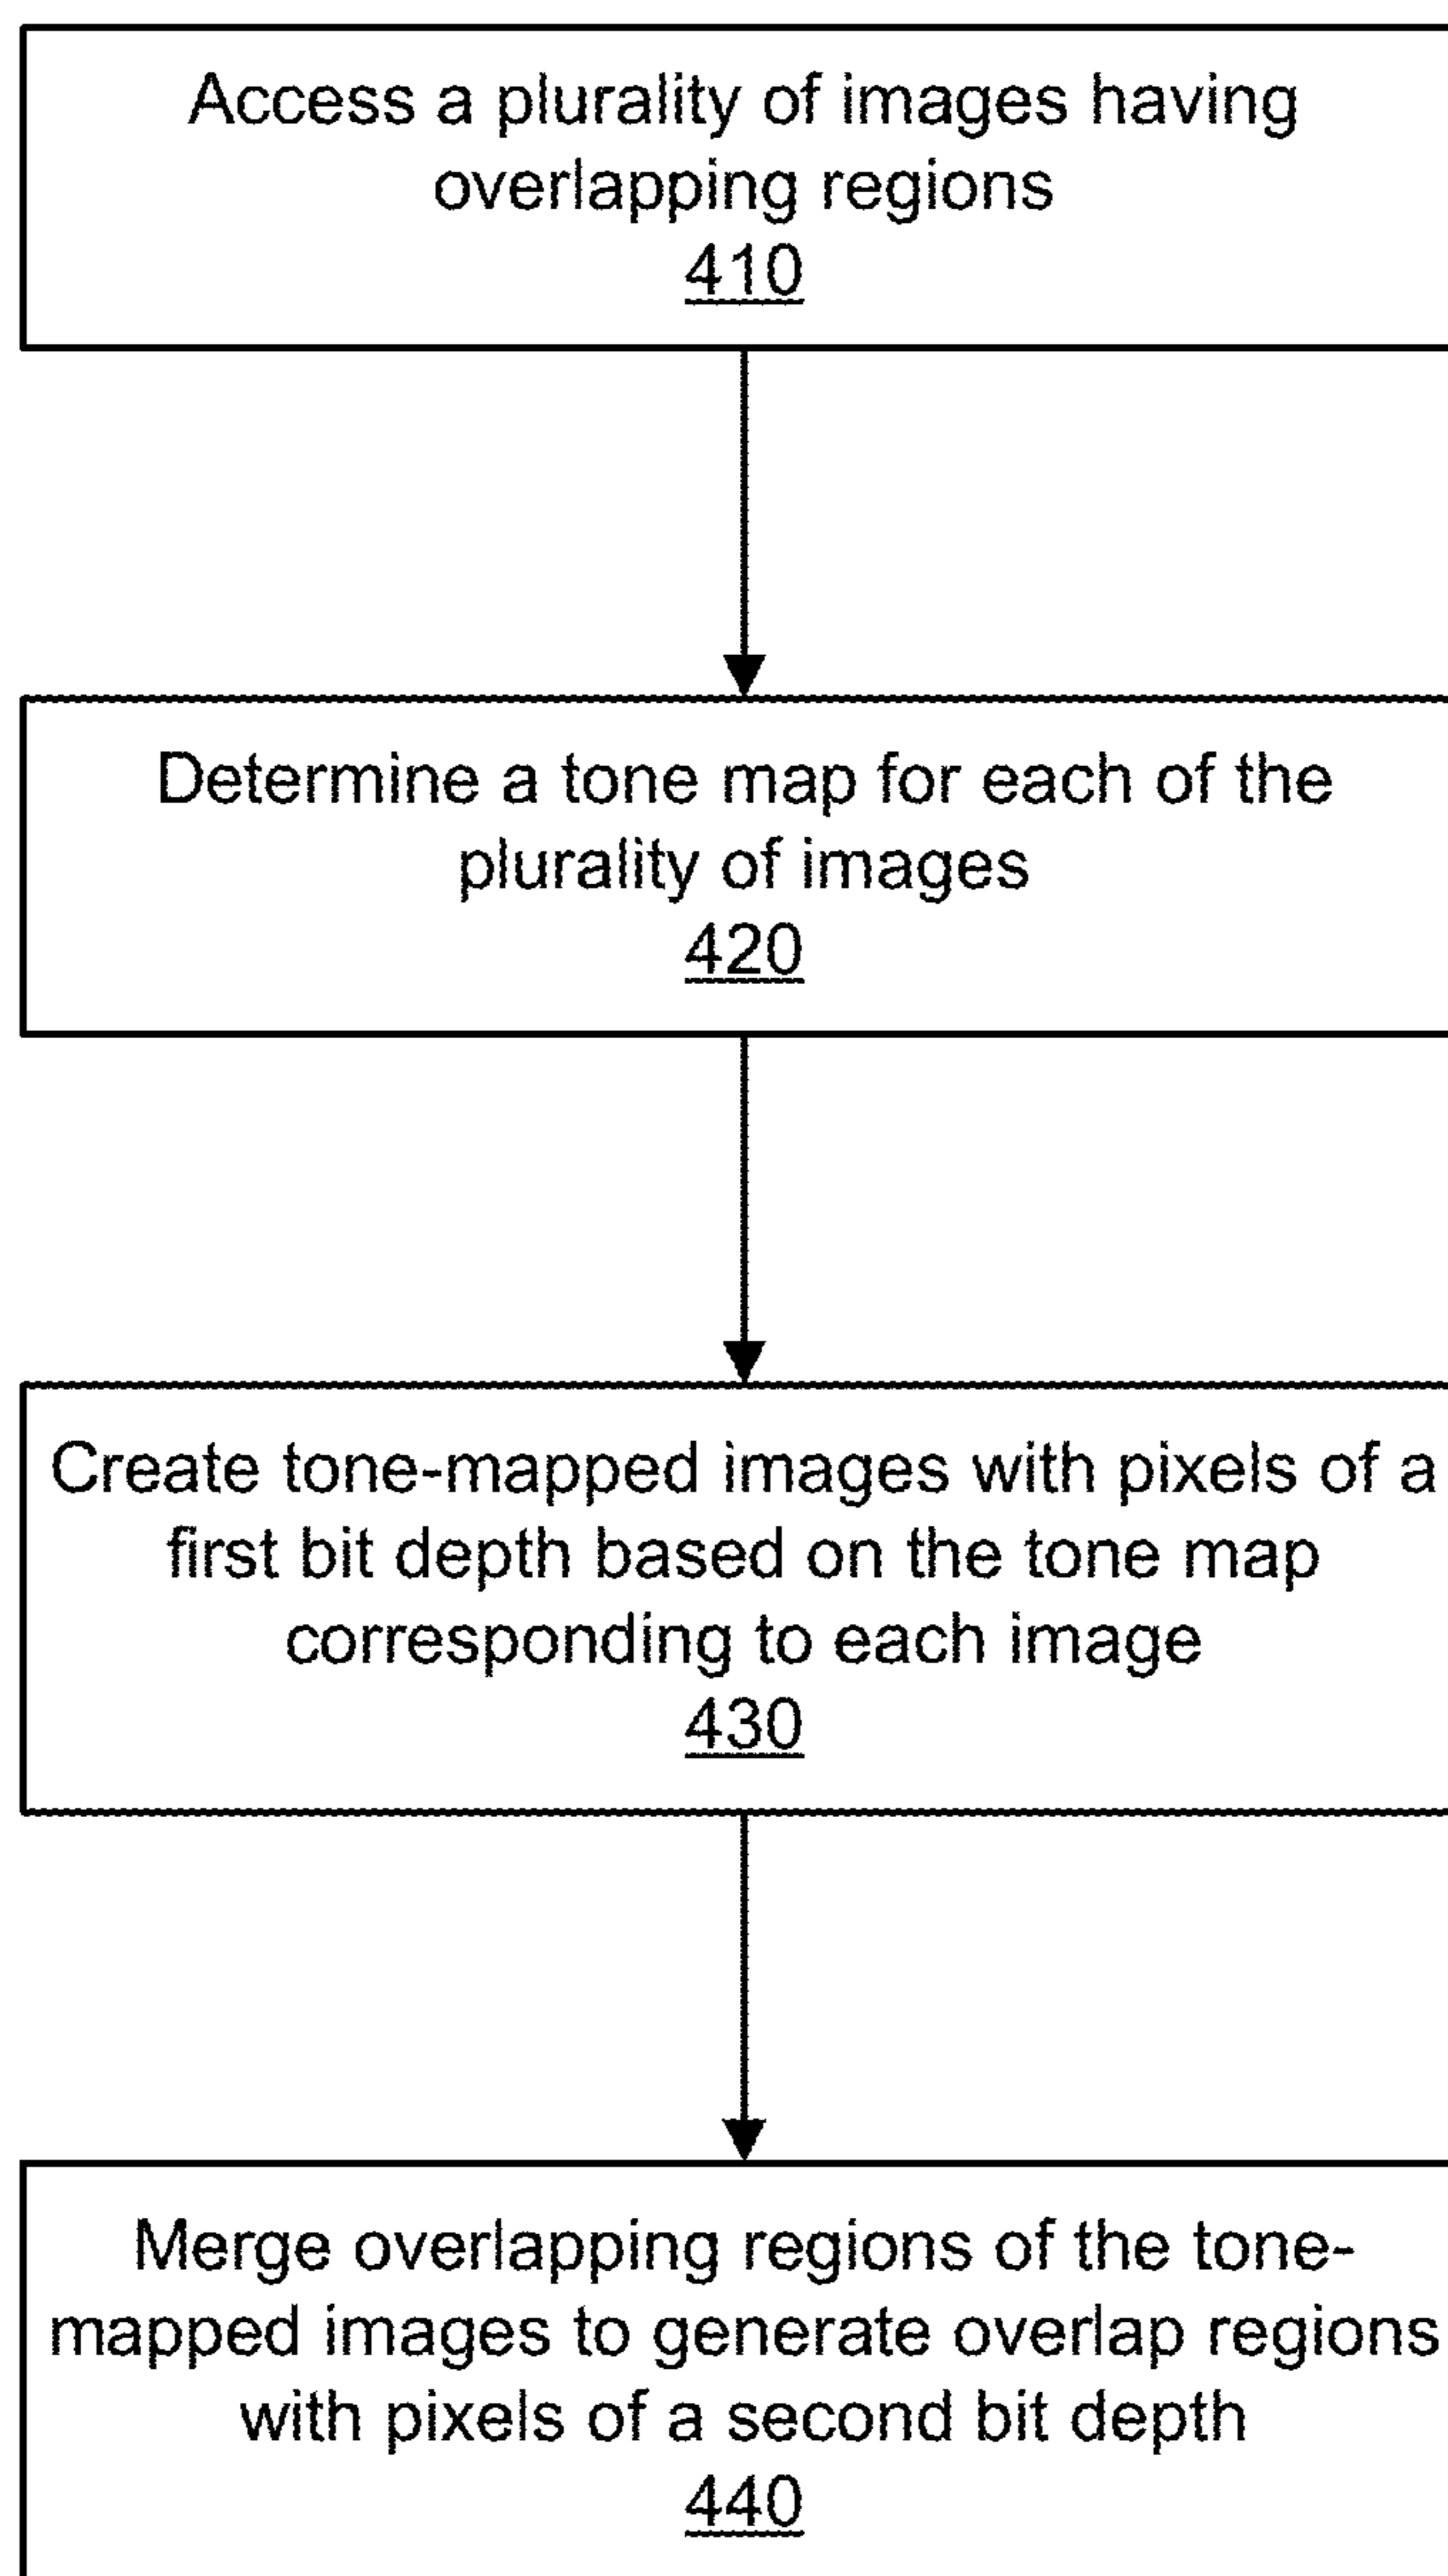 Access a plurality of images having
overlapping regions
410
Determine a tone map for each of the
plurality of images
420
Create tone-mapped images with pixels of a
first bit depth based on the tone map
corresponding to each image
430
Merge overlapping regions of the tone-
mapped images to generate overlap regions
with pixels of a second bit depth
440